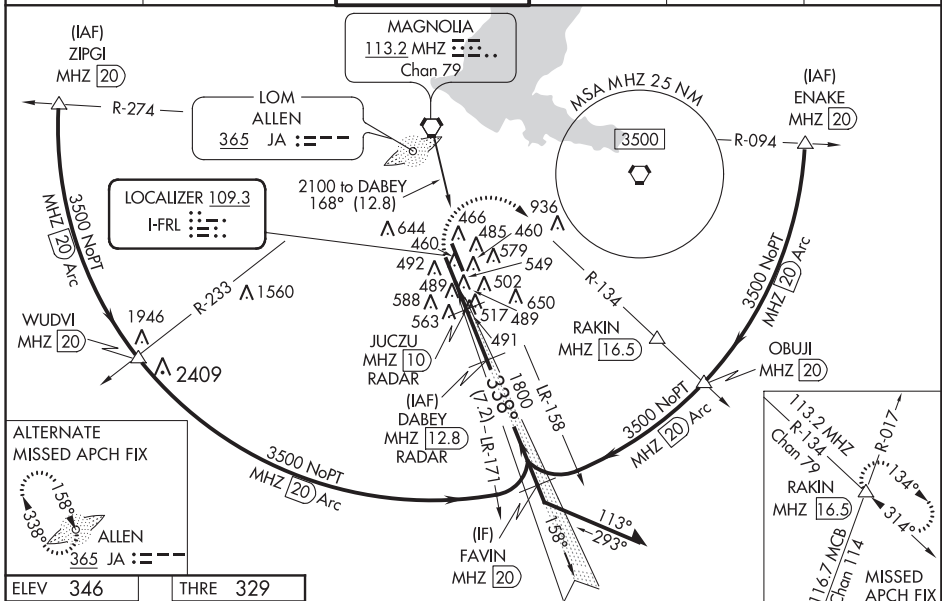 MAGNOLIA
113.2 MHZ
Chan 79
(IAF)
ZIPGI
MHZ 20
R-274
LOM
ALLEN
365 JA
MSA MHZ 25 NM
3500
(IAF)
ENAKE
MHZ 20
R-094
2100 to DABEY
168° (12.8)
LOCALIZER 109.3
I-FRL
3500 NoPT
MHZ 20 Arc
3500 NoPT
MHZ 20 Arc
644
466
936
460
485
460
579
492
549
489
502
588
650
563
517
489
491
R-233
1560
R-134
WUDVI
MHZ 20
1946
2409
JUCZU
MHZ 10
RADAR
RAKIN
MHZ 16.5
OBUJI
MHZ 20
(IAF)
DABEY
MHZ 12.8
RADAR
338°
1800
(7.2)
LR-171
LR-158
3500 NoPT
MHZ 20 Arc
3500 NoPT
MHZ 20 Arc
ALTERNATE
MISSED APCH FIX
158°
338°
ALLEN
365 JA
(IF)
FAVIN
MHZ 20
158°
113°
293°
113.2 MHZ
R-134
Chan 79
R-017
RAKIN
MHZ 16.5
134°
314°
116.7 MCB
Chan 114
MISSED
APCH FIX
ELEV 346
THRE 329